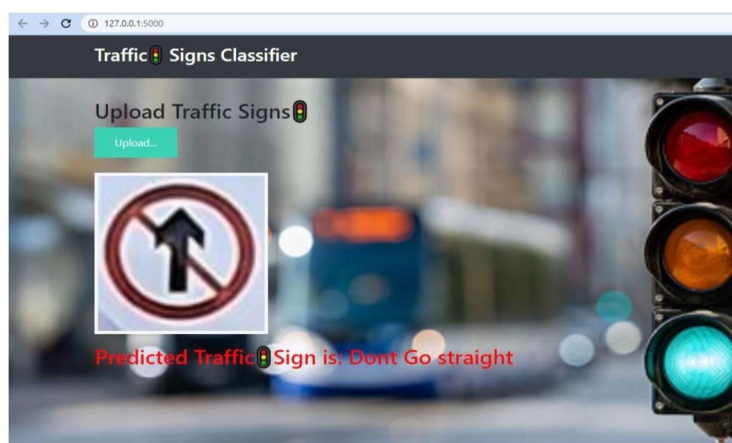 127.0.0.1:5000
Traffic🚦 Signs Classifier
Upload Traffic Signs🚦
Upload...
Predicted Traffic🚦Sign is: Dont Go straight